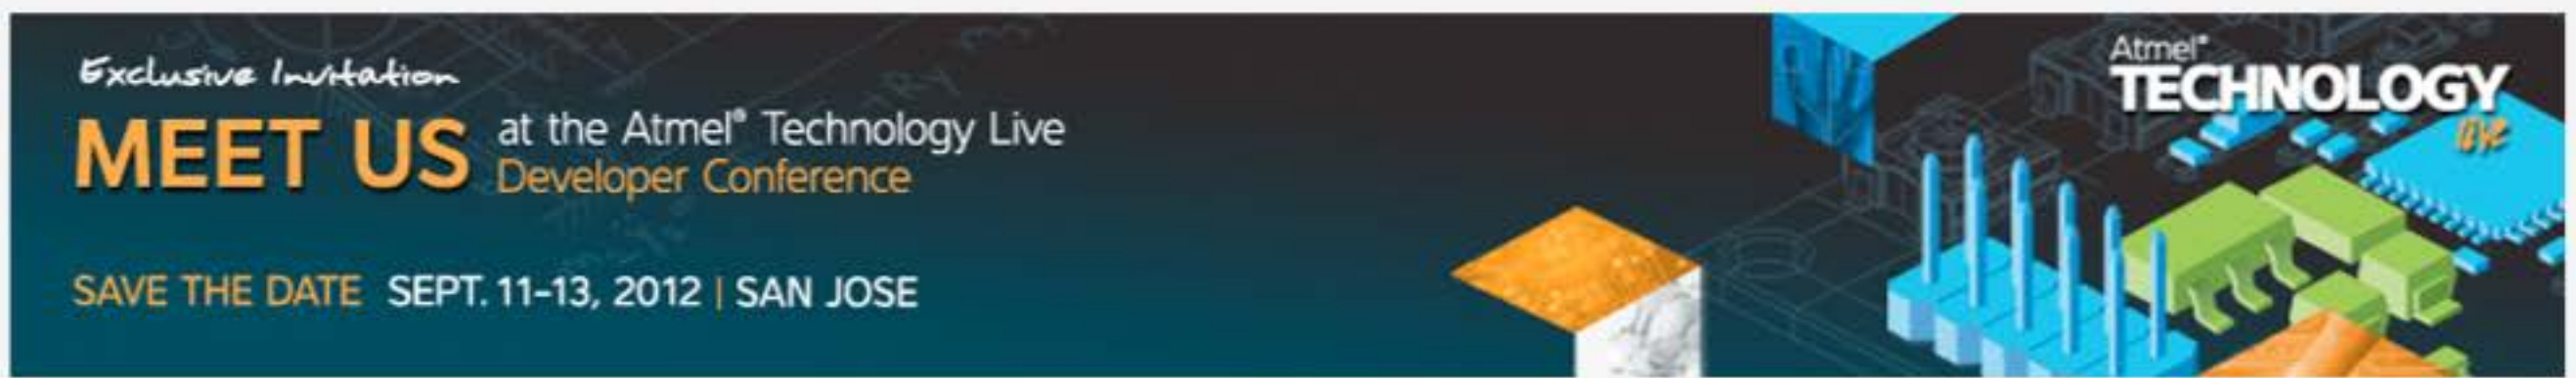 Exclusive Invitation
MEET US
at the Atmel® Technology Live
Developer Conference
SAVE THE DATE SEPT. 11-13, 2012 | SAN JOSE
Atmel®
TECHNOLOGY
live